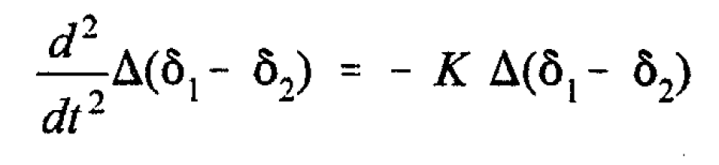 d²/dt² Δ(δ₁ − δ₂) = − K Δ(δ₁ − δ₂)